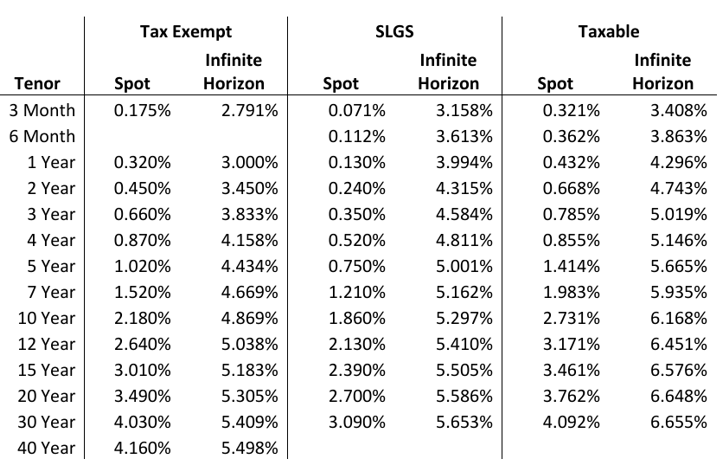 Tax Exempt SLGS Taxable
Infinite Infinite Infinite
Tenor Spot Horizon Spot Horizon Spot Horizon
3 Month 0.175% 2.791% 0.071% 3.158% 0.321% 3.408%
6 Month 0.112% 3.613% 0.362% 3.863%
1 Year 0.320% 3.000% 0.130% 3.994% 0.432% 4.296%
2 Year 0.450% 3.450% 0.240% 4.315% 0.668% 4.743%
3 Year 0.660% 3.833% 0.350% 4.584% 0.785% 5.019%
4 Year 0.870% 4.158% 0.520% 4.811% 0.855% 5.146%
5 Year 1.020% 4.434% 0.750% 5.001% 1.414% 5.665%
7 Year 1.520% 4.669% 1.210% 5.162% 1.983% 5.935%
10 Year 2.180% 4.869% 1.860% 5.297% 2.731% 6.168%
12 Year 2.640% 5.038% 2.130% 5.410% 3.171% 6.451%
15 Year 3.010% 5.183% 2.390% 5.505% 3.461% 6.576%
20 Year 3.490% 5.305% 2.700% 5.586% 3.762% 6.648%
30 Year 4.030% 5.409% 3.090% 5.653% 4.092% 6.655%
40 Year 4.160% 5.498%